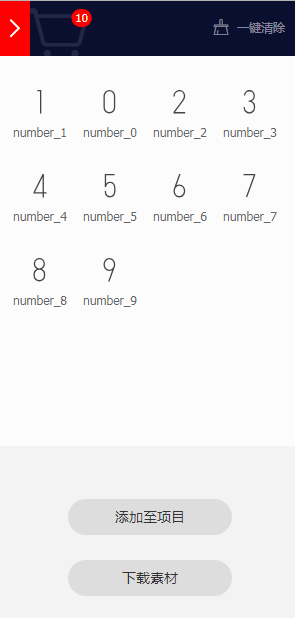 10 一键清除
1 0 2 3
number_1 number_0 number_2 number_3
4 5 6 7
number_4 number_5 number_6 number_7
8 9
number_8 number_9
添加至项目
下载素材